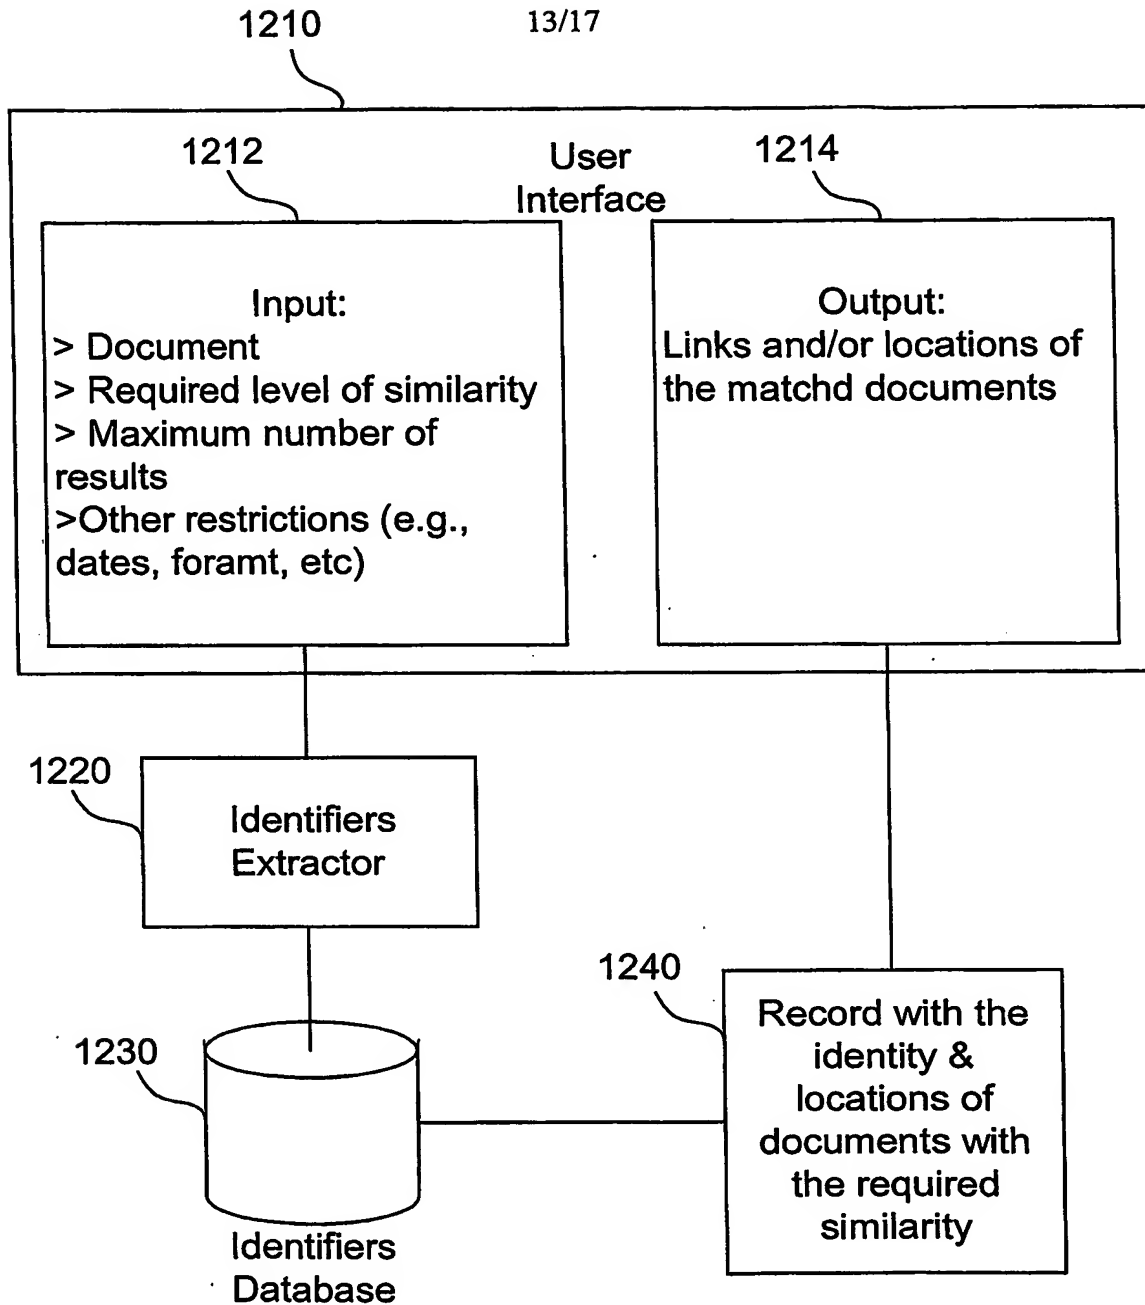 1210
13/17
1212
User
Interface
1214
Input:
> Document
> Required level of similarity
> Maximum number of
results
>Other restrictions (e.g.,
dates, foramt, etc)
Output:
Links and/or locations of
the matchd documents
1220
Identifiers
Extractor
1230
Identifiers
Database
1240
Record with the
identity &
locations of
documents with
the required
similarity